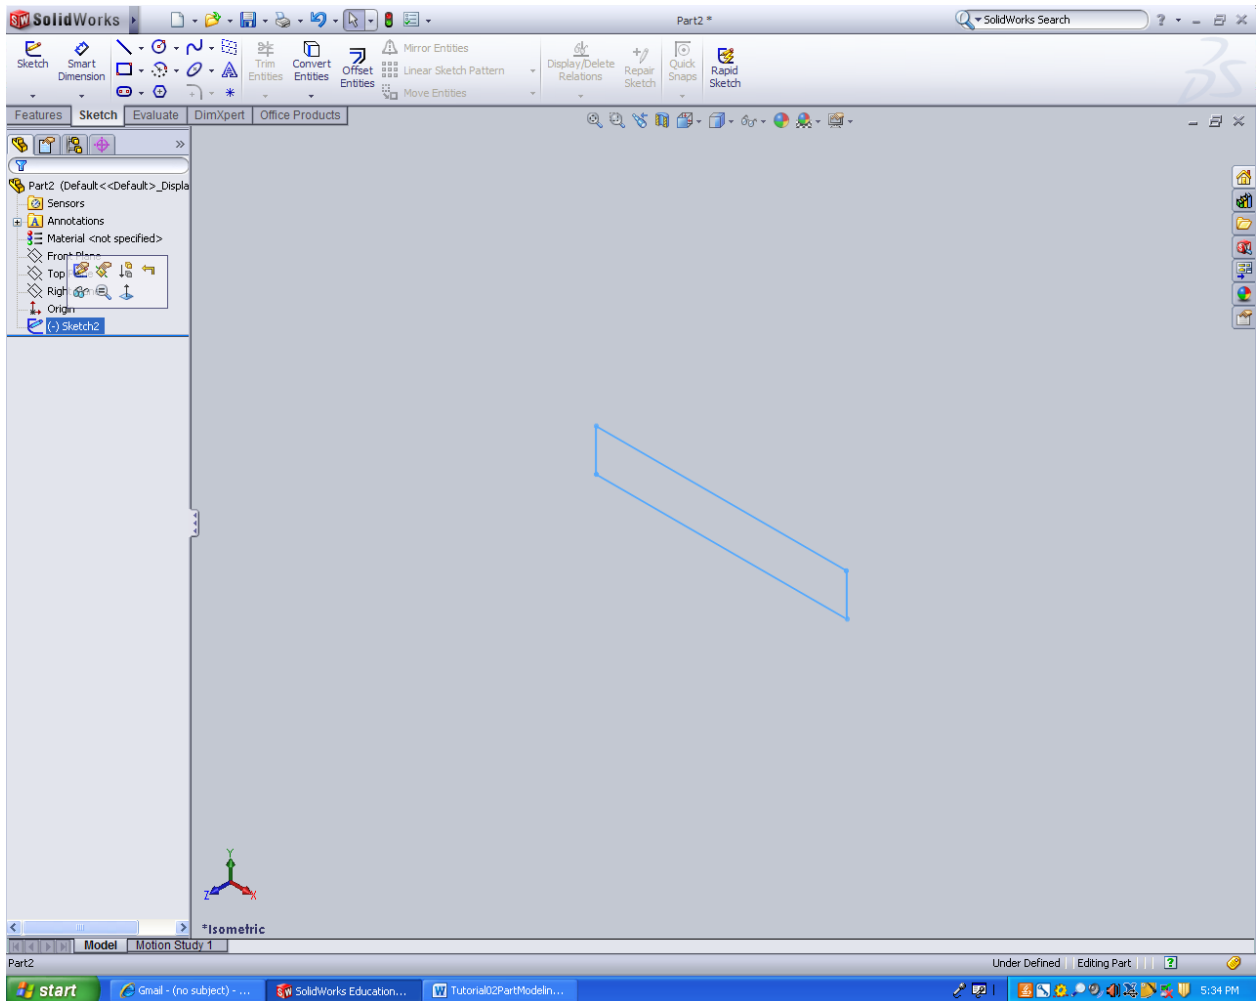 SolidWorks Part2 * SolidWorks Search ?
Sketch Smart Dimension Trim Entities Convert Entities Offset Entities Mirror Entities Linear Sketch Pattern Move Entities Display/Delete Relations Repair Sketch Quick Snaps Rapid Sketch
Features Sketch Evaluate DimXpert Office Products
Part2 (Default<<Default>_Displa
Sensors
A Annotations
Material <not specified>
Front Plane
Top
Right
Origin
(-) Sketch2
Y
Z X
*Isometric
Model Motion Study 1
Part2 Under Defined Editing Part ?
start Gmail - (no subject) - ... SolidWorks Education... Tutorial02PartModelin... 5:34 PM